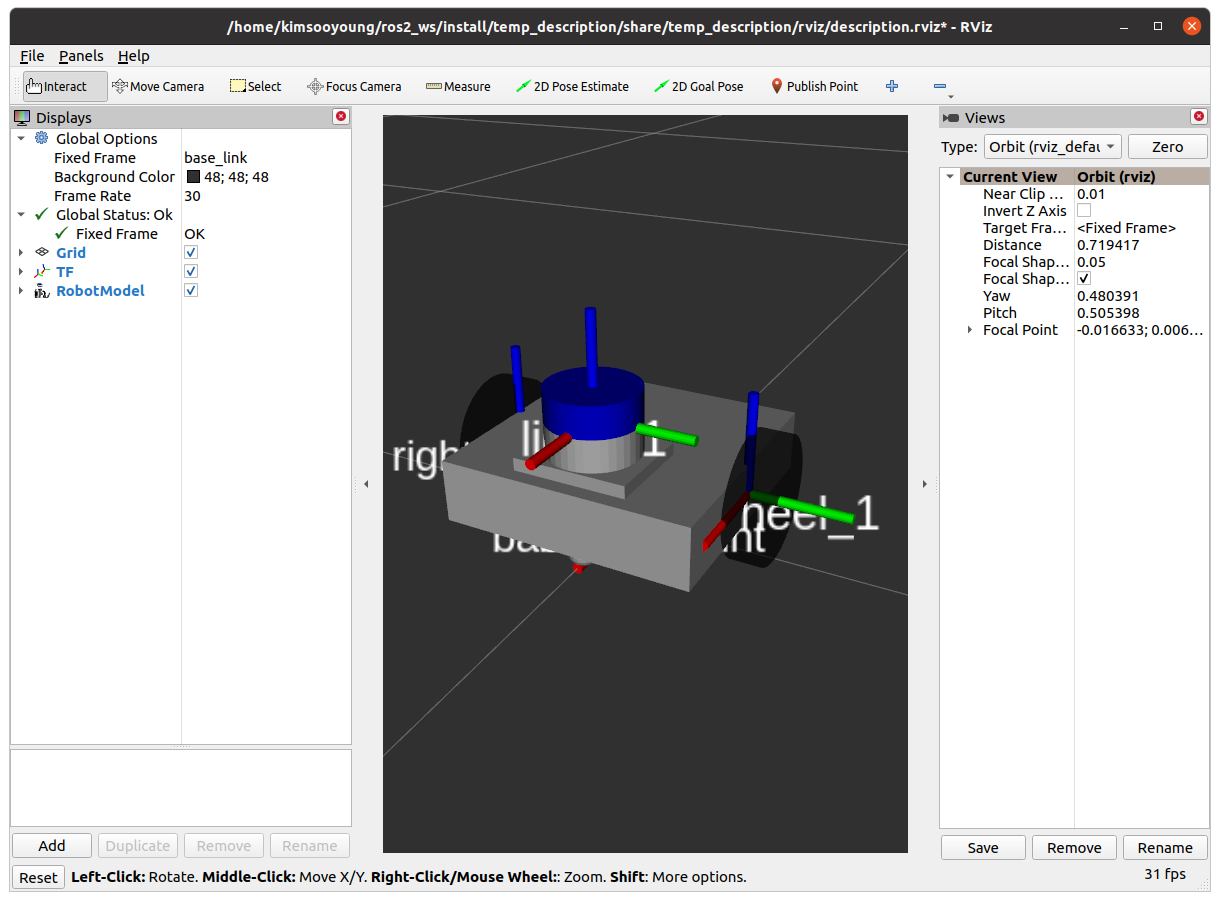 /home/kimsooyoung/ros2_ws/install/temp_description/share/temp_description/rviz/description.rviz* - RViz
File Panels Help
Interact Move Camera Select Focus Camera Measure 2D Pose Estimate 2D Goal Pose Publish Point
Displays
Global Options
Fixed Frame base_link
Background Color 48; 48; 48
Frame Rate 30
Global Status: Ok
Fixed Frame OK
Grid
TF
RobotModel
Add Duplicate Remove Rename
Reset Left-Click: Rotate. Middle-Click: Move X/Y. Right-Click/Mouse Wheel:: Zoom. Shift: More options.
Views
Type: Orbit (rviz_defau Zero
Current View Orbit (rviz)
Near Clip ... 0.01
Invert Z Axis
Target Fra... <Fixed Frame>
Distance 0.719417
Focal Shap... 0.05
Focal Shap...
Yaw 0.480391
Pitch 0.505398
Focal Point -0.016633; 0.006...
Save Remove Rename
31 fps